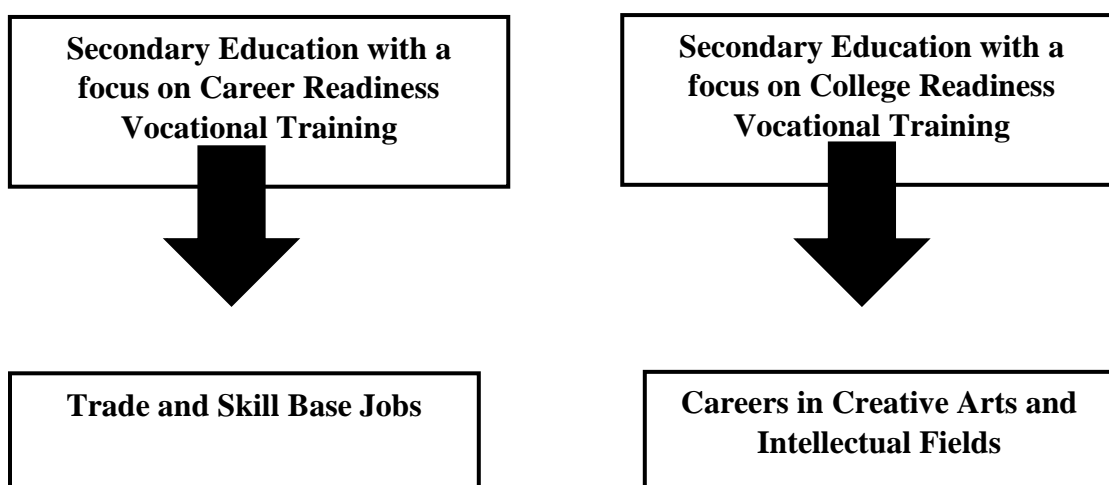 Secondary Education with a
focus on Career Readiness
Vocational Training
Secondary Education with a
focus on College Readiness
Vocational Training
Trade and Skill Base Jobs
Careers in Creative Arts and
Intellectual Fields